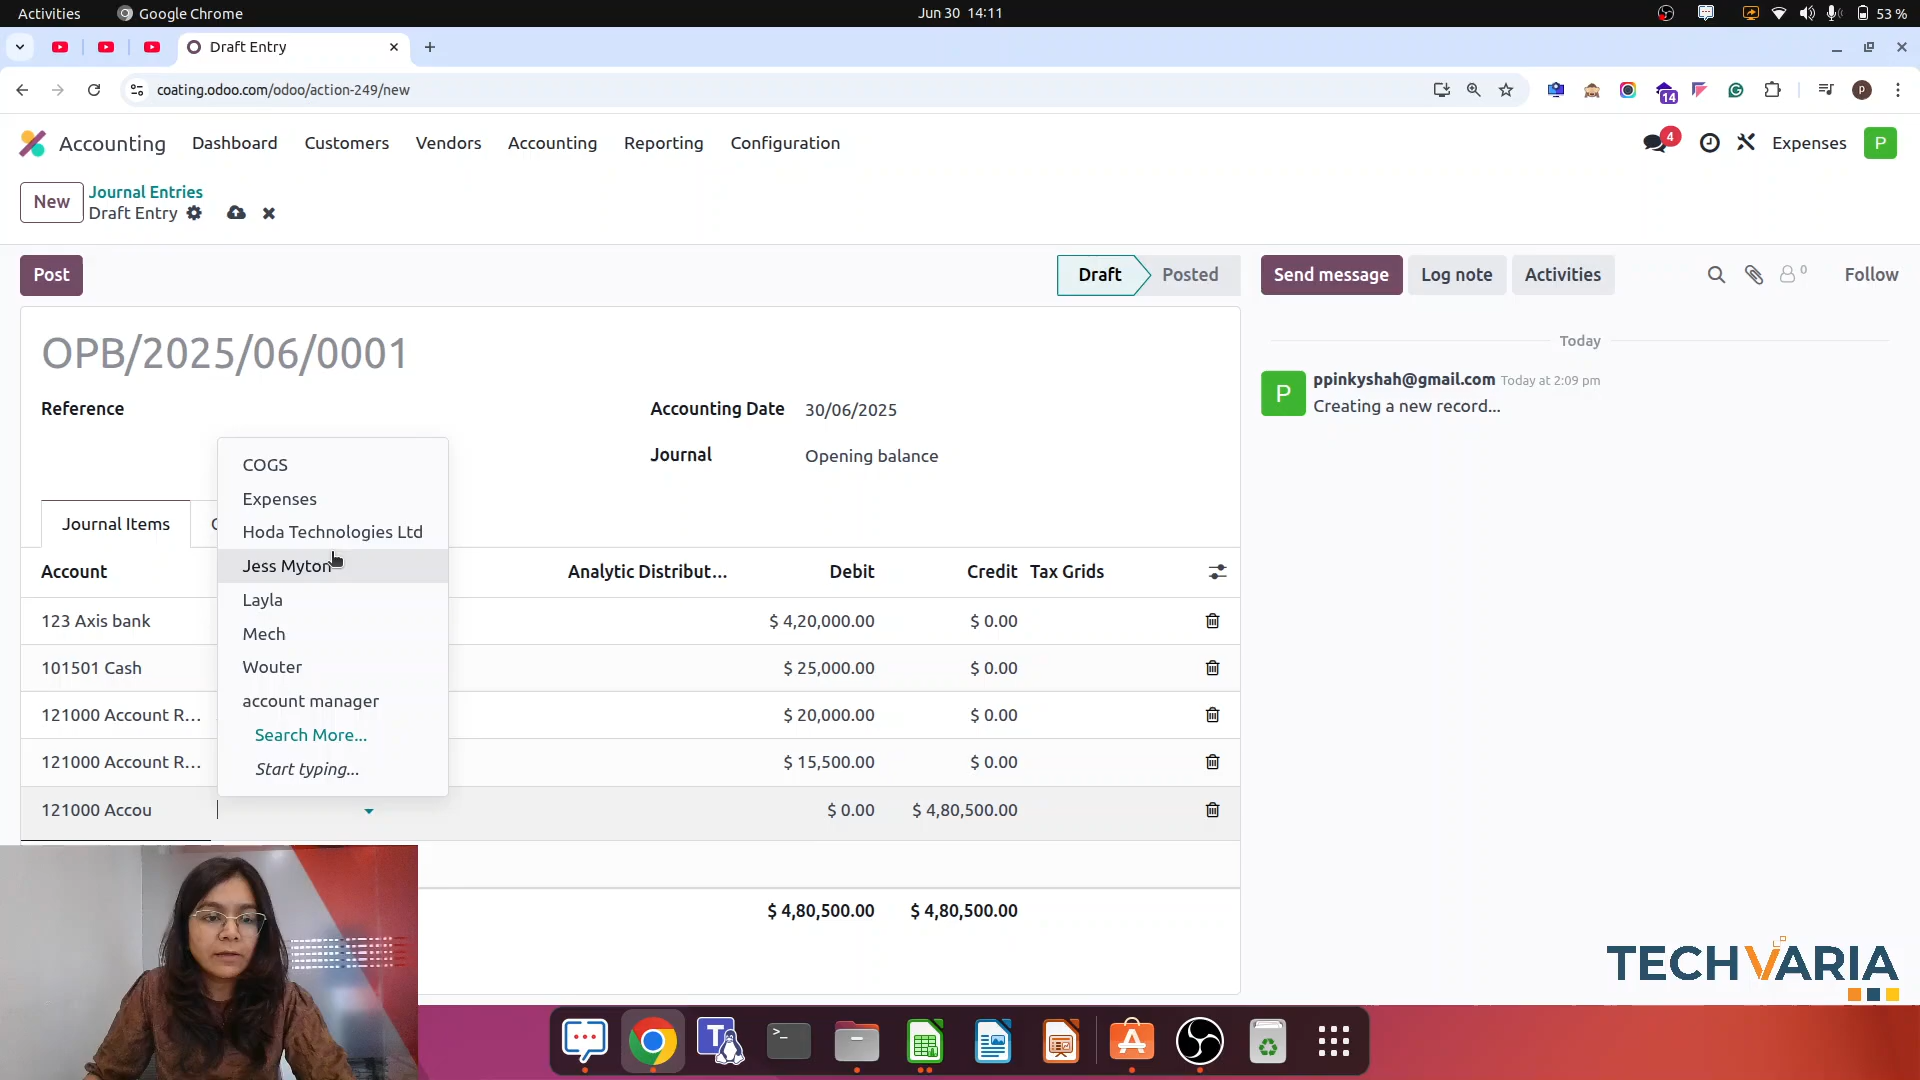 Activities
Google Chrome
Jun 30 14:11
53 %
Draft Entry
coating.odoo.com/odoo/action-249/new
14
P
Accounting
Dashboard
Customers
Vendors
Accounting
Reporting
Configuration
4
Expenses
P
New
Journal Entries
Draft Entry
Post
Draft
Posted
Send message
Log note
Activities
0
Follow
OPB/2025/06/0001
Today
Reference
Accounting Date
30/06/2025
P
ppinkyshah@gmail.com Today at 2:09 pm
Creating a new record...
Journal
Opening balance
COGS
Expenses
Hoda Technologies Ltd
Jess Myton
Layla
Mech
Wouter
account manager
Search More...
Start typing...
Journal Items
Account
Analytic Distribut...
Debit
Credit
Tax Grids
123 Axis bank
$ 4,20,000.00
$ 0.00
101501 Cash
$ 25,000.00
$ 0.00
121000 Account R...
$ 20,000.00
$ 0.00
121000 Account R...
$ 15,500.00
$ 0.00
121000 Accou
$ 0.00
$ 4,80,500.00
$ 4,80,500.00
$ 4,80,500.00
TECHVARIA